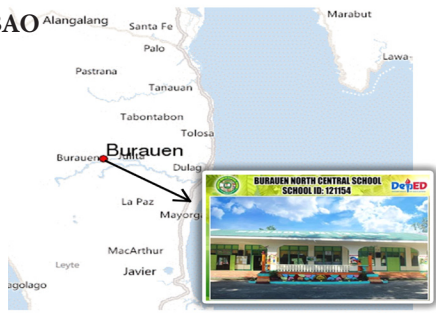 BAO
Alangalang
Santa Fe
Marabut
Palo
Lawa-
Pastrana
Tanauan
Tabontabon
Tolosa
Burauen
Burauen
Julita
Dulag
La Paz
Mayorga
MacArthur
Leyte
Javier
agolago
BURAUEN NORTH CENTRAL SCHOOL
SCHOOL ID: 121154
DepED